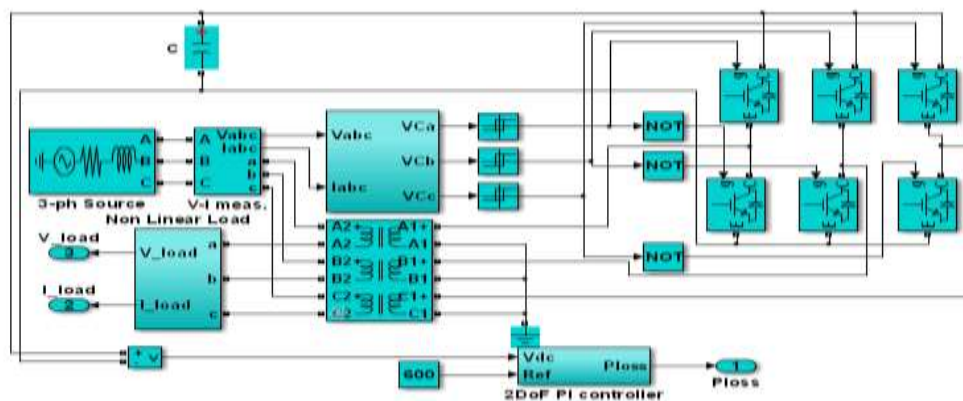 C
g
C
g
C
g
C
E
E
E
A
B
C
A
B
C
Vabc
Iabc
a
b
c
3-ph Source
V-I meas.
Vabc
Iabc
VCa
VCb
VCc
NOT
NOT
NOT
g
C
g
C
g
C
E
E
E
Non Linear Load
V_load
3
I_load
2
V_load
I_load
a
b
c
A2+
A2
B2+
B2
C2+
C2
A1+
A1
B1+
B1
C1+
C1
+
-
v
600
Vdc
Ref
Ploss
2DoF PI controller
1
Ploss